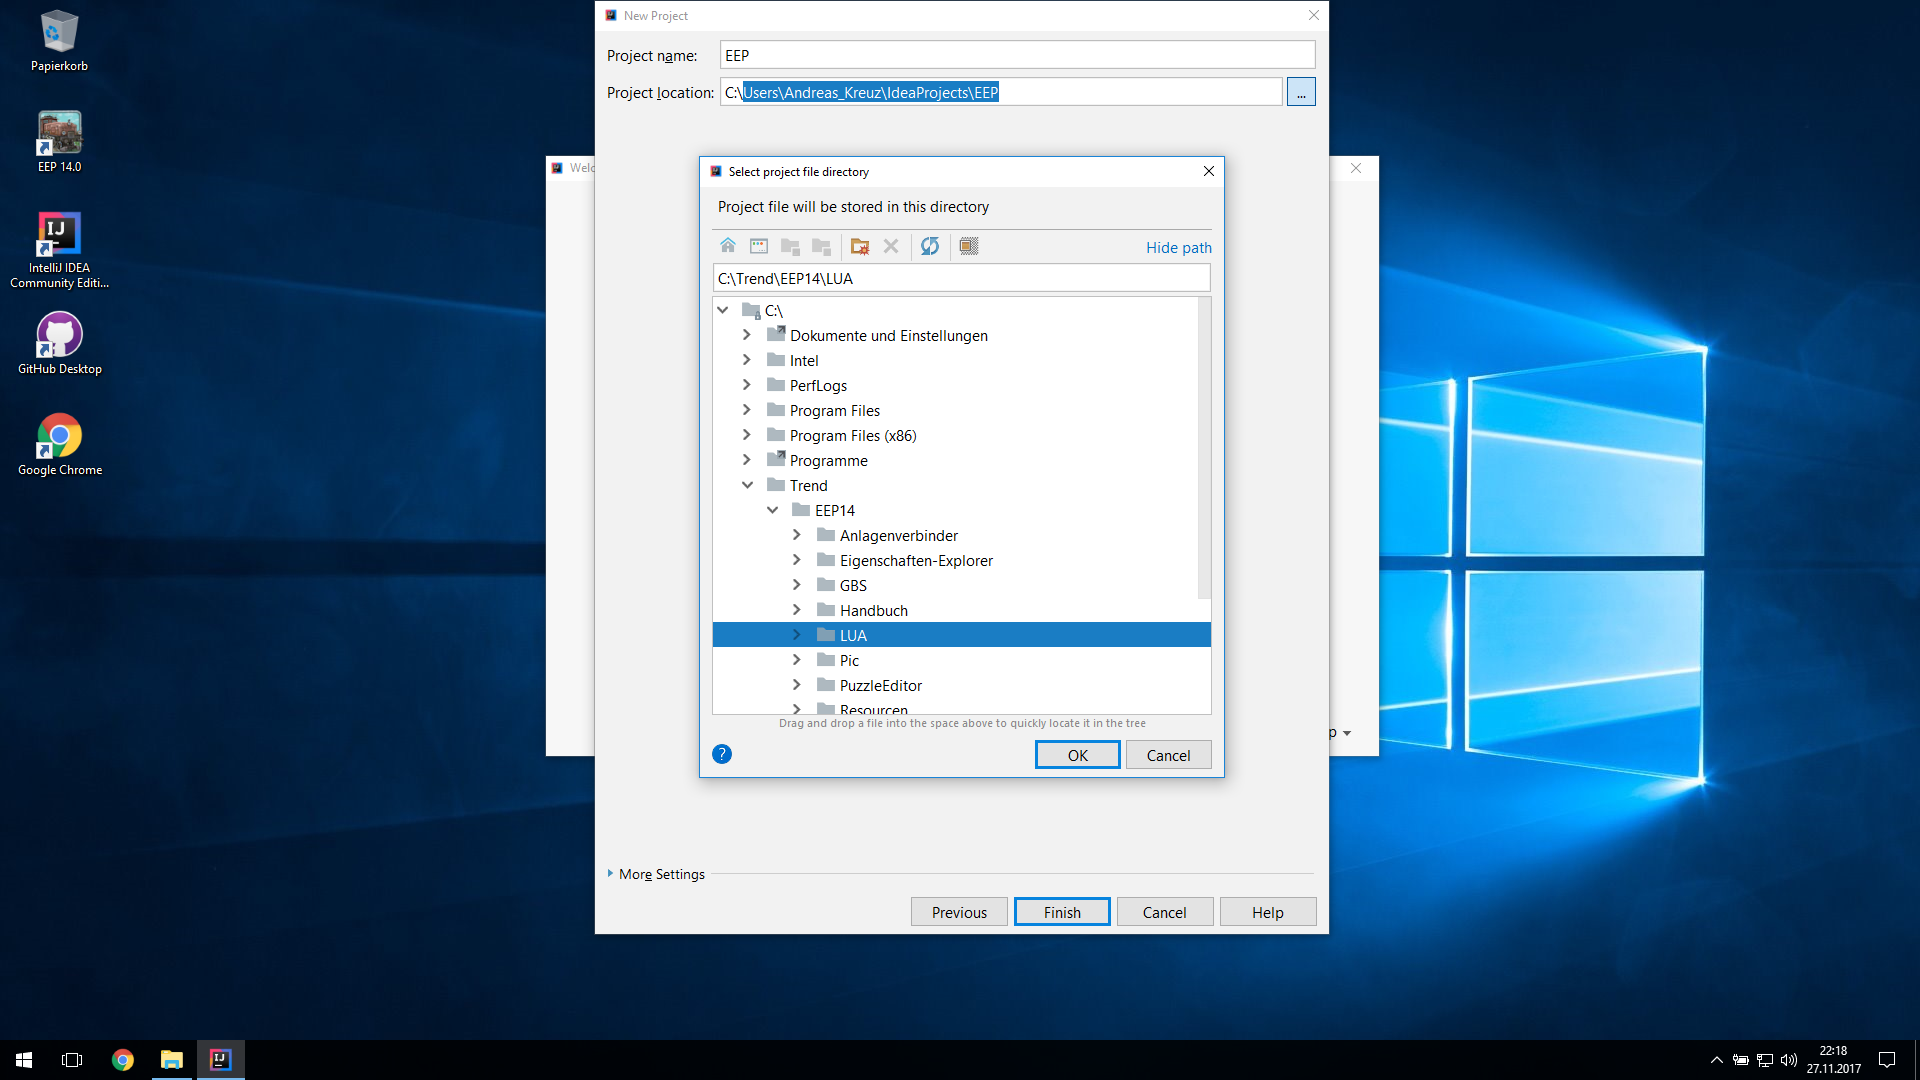 Papierkorb
EEP 14.0
IntelliJ IDEA
Community Editi...
GitHub Desktop
Google Chrome
New Project
Project name:
EEP
Project location:
C:\Users\Andreas_Kreuz\IdeaProjects\EEP
...
Welc
Select project file directory
Project file will be stored in this directory
Hide path
C:\Trend\EEP14\LUA
C:\
Dokumente und Einstellungen
Intel
PerfLogs
Program Files
Program Files (x86)
Programme
Trend
EEP14
Anlagenverbinder
Eigenschaften-Explorer
GBS
Handbuch
LUA
Pic
PuzzleEditor
Resourcen
Drag and drop a file into the space above to quickly locate it in the tree
?
OK
Cancel
p
More Settings
Previous
Finish
Cancel
Help
22:18
27.11.2017